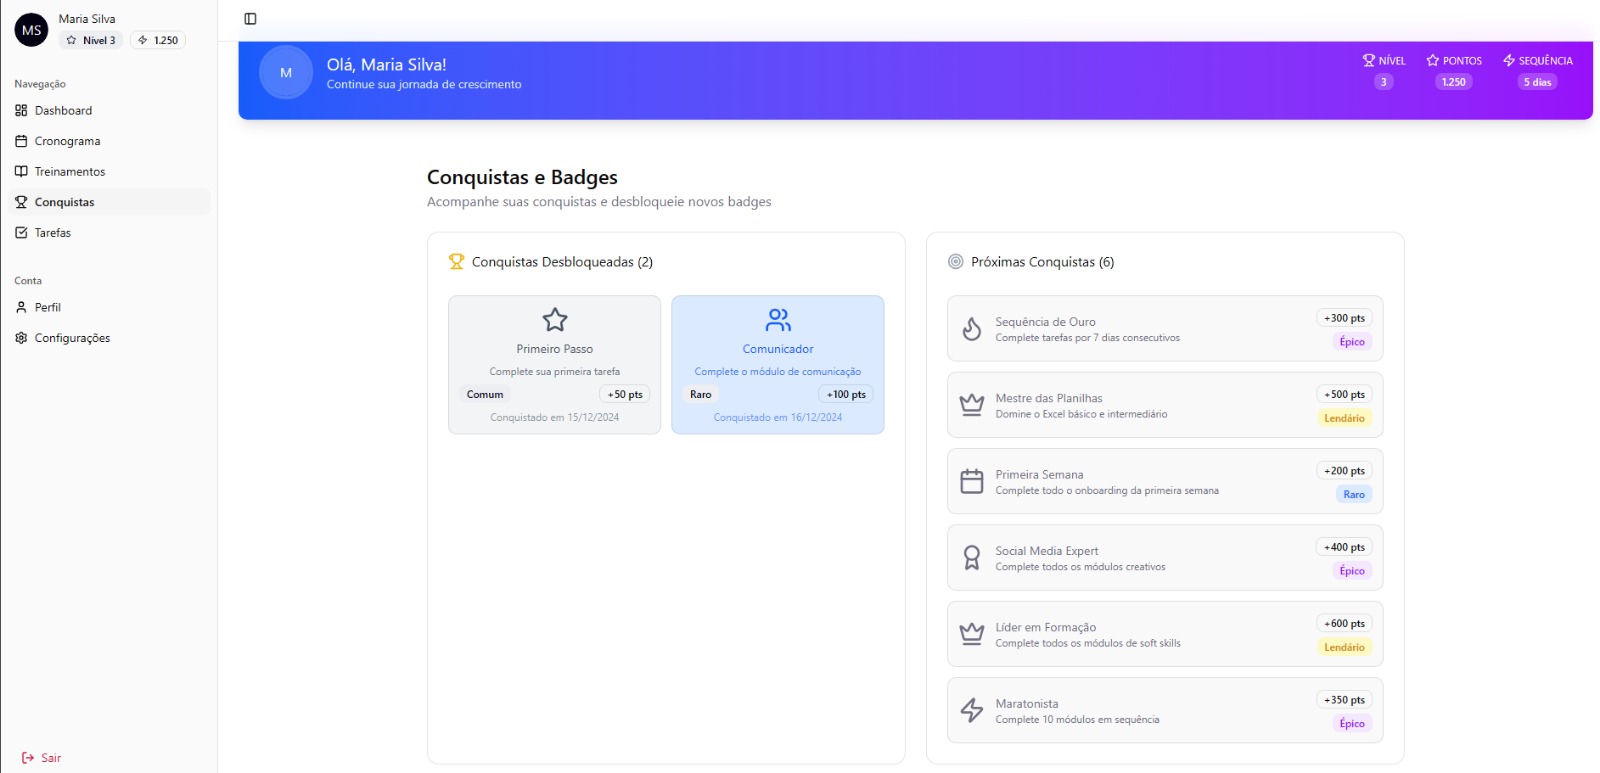 MS
Maria Silva
Nível 3
1.250
Navegação
Dashboard
Cronograma
Treinamentos
Conquistas
Tarefas
Conta
Perfil
Configurações
Sair
M
Olá, Maria Silva!
Continue sua jornada de crescimento
NÍVEL
3
PONTOS
1.250
SEQUÊNCIA
5 dias
Conquistas e Badges
Acompanhe suas conquistas e desbloqueie novos badges
Conquistas Desbloqueadas (2)
Primeiro Passo
Complete sua primeira tarefa
Comum +50 pts
Conquistado em 15/12/2024
Comunicador
Complete o módulo de comunicação
Raro +100 pts
Conquistado em 16/12/2024
Próximas Conquistas (6)
Sequência de Ouro
Complete tarefas por 7 dias consecutivos
+300 pts
Épico
Mestre das Planilhas
Domine o Excel básico e intermediário
+500 pts
Lendário
Primeira Semana
Complete todo o onboarding da primeira semana
+200 pts
Raro
Social Media Expert
Complete todos os módulos creativos
+400 pts
Épico
Líder em Formação
Complete todos os módulos de soft skills
+600 pts
Lendário
Maratonista
Complete 10 módulos em sequência
+350 pts
Épico